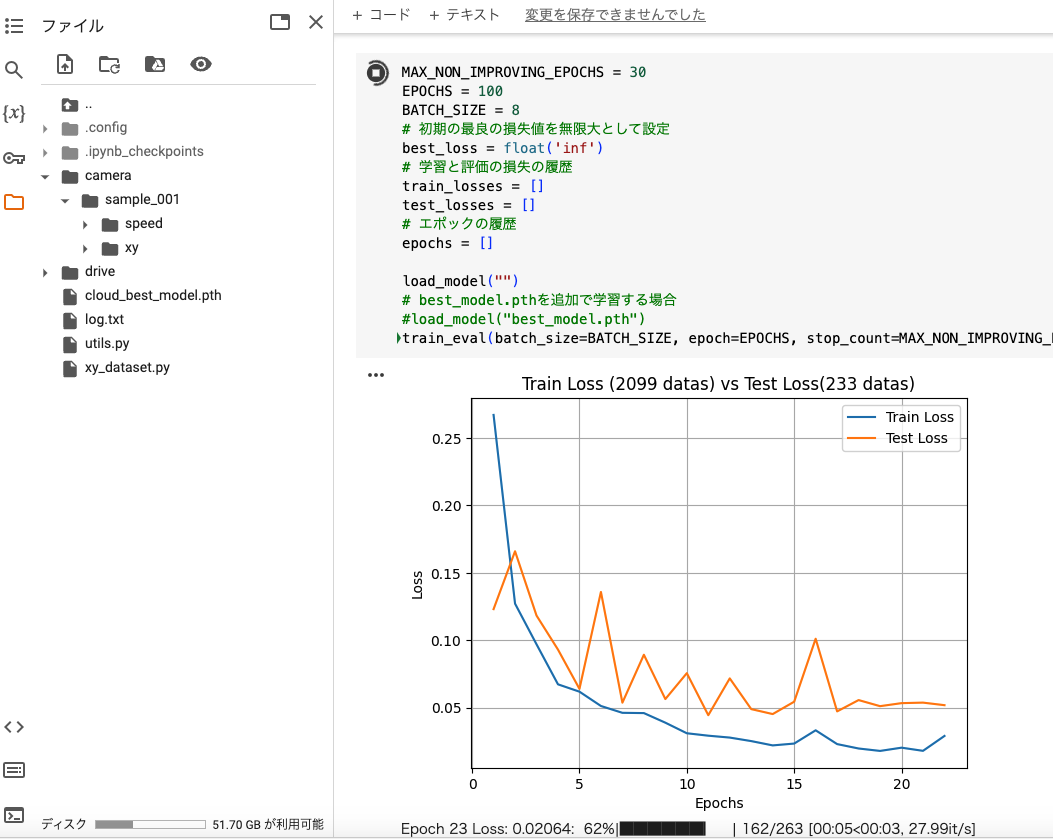 ファイル
{x}
..
.config
.ipynb_checkpoints
camera
sample_001
speed
xy
drive
cloud_best_model.pth
log.txt
utils.py
xy_dataset.py
ディスク 51.70 GB が利用可能
+ コード + テキスト 変更を保存できませんでした
MAX_NON_IMPROVING_EPOCHS = 30
EPOCHS = 100
BATCH_SIZE = 8
# 初期の最良の損失値を無限大として設定
best_loss = float('inf')
# 学習と評価の損失の履歴
train_losses = []
test_losses = []
# エポックの履歴
epochs = []
load_model("")
# best_model.pthを追加で学習する場合
#load_model("best_model.pth")
train_eval(batch_size=BATCH_SIZE, epoch=EPOCHS, stop_count=MAX_NON_IMPROVING_E
Train Loss (2099 datas) vs Test Loss(233 datas)
Train Loss
Test Loss
0.25
0.20
0.15
0.10
0.05
Loss
0 5 10 15 20
Epochs
Epoch 23 Loss: 0.02064: 62%|██████ | 162/263 [00:05<00:03, 27.99it/s]